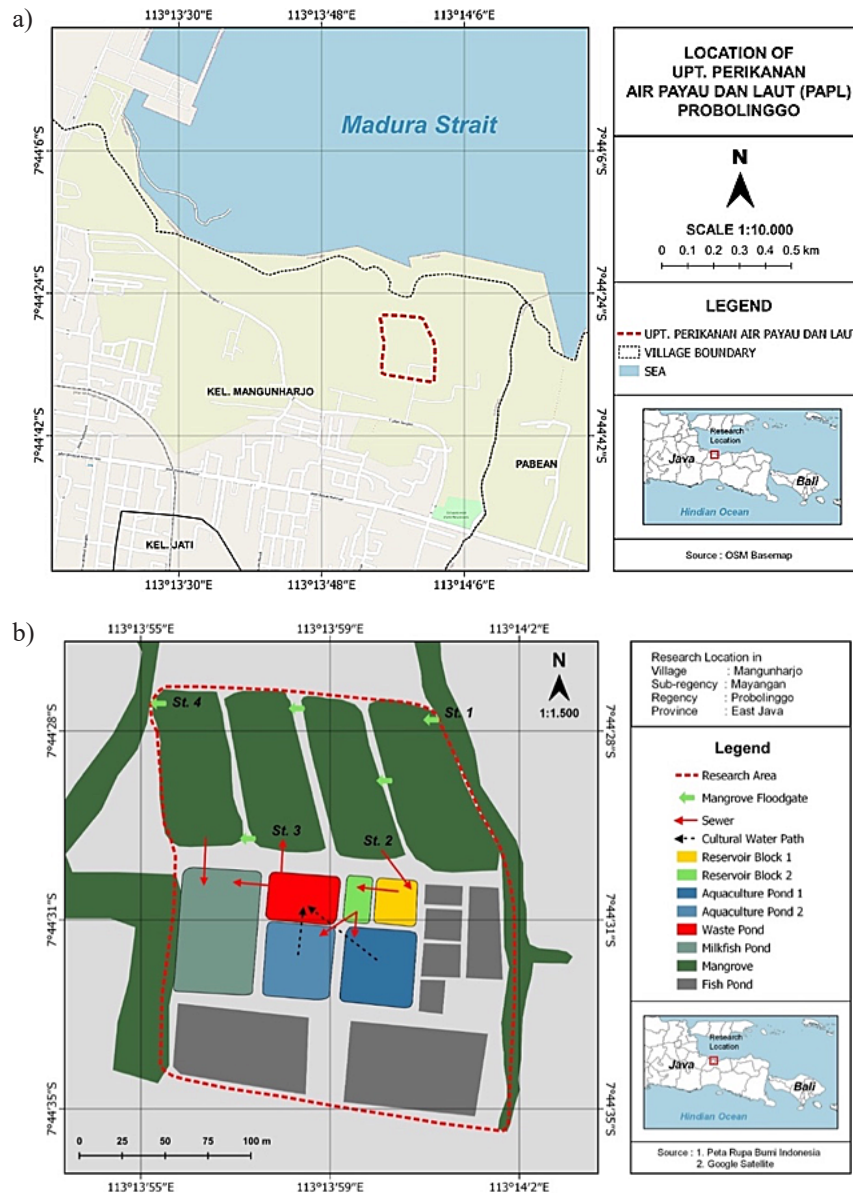 a)
113°13'30"E 113°13'48"E 113°14'6"E
LOCATION OF
UPT. PERIKANAN
AIR PAYAU DAN LAUT (PAPL)
PROBOLINGGO
Madura Strait
7°44'6"S 7°44'6"S
N
SCALE 1:10.000
0 0.1 0.2 0.3 0.4 0.5 km
7°44'24"S 7°44'24"S
LEGEND
UPT. PERIKANAN AIR PAYAU DAN LAUT
VILLAGE BOUNDARY
SEA
KEL. MANGUNHARJO
7°44'42"S 7°44'42"S
PABEAN
KEL. JATI
Research
Location
Java
Bali
Hindian Ocean
Source : OSM Basemap
113°13'30"E 113°13'48"E 113°14'6"E
b)
113°13'55"E 113°13'59"E 113°14'2"E
N
1:1.500
St. 4
St. 1
7°44'28"S 7°44'28"S
St. 3
St. 2
7°44'31"S 7°44'31"S
7°44'35"S 7°44'35"S
0 25 50 75 100 m
113°13'55"E 113°13'59"E 113°14'2"E
Research Location in
Village : Mangunharjo
Sub-regency : Mayangan
Regency : Probolinggo
Province : East Java
Legend
Research Area
Mangrove Floodgate
Sewer
Cultural Water Path
Reservoir Block 1
Reservoir Block 2
Aquaculture Pond 1
Aquaculture Pond 2
Waste Pond
Milkfish Pond
Mangrove
Fish Pond
Research
Location
Java
Bali
Hindian Ocean
Source : 1. Peta Rupa Bumi Indonesia
2. Google Satellite